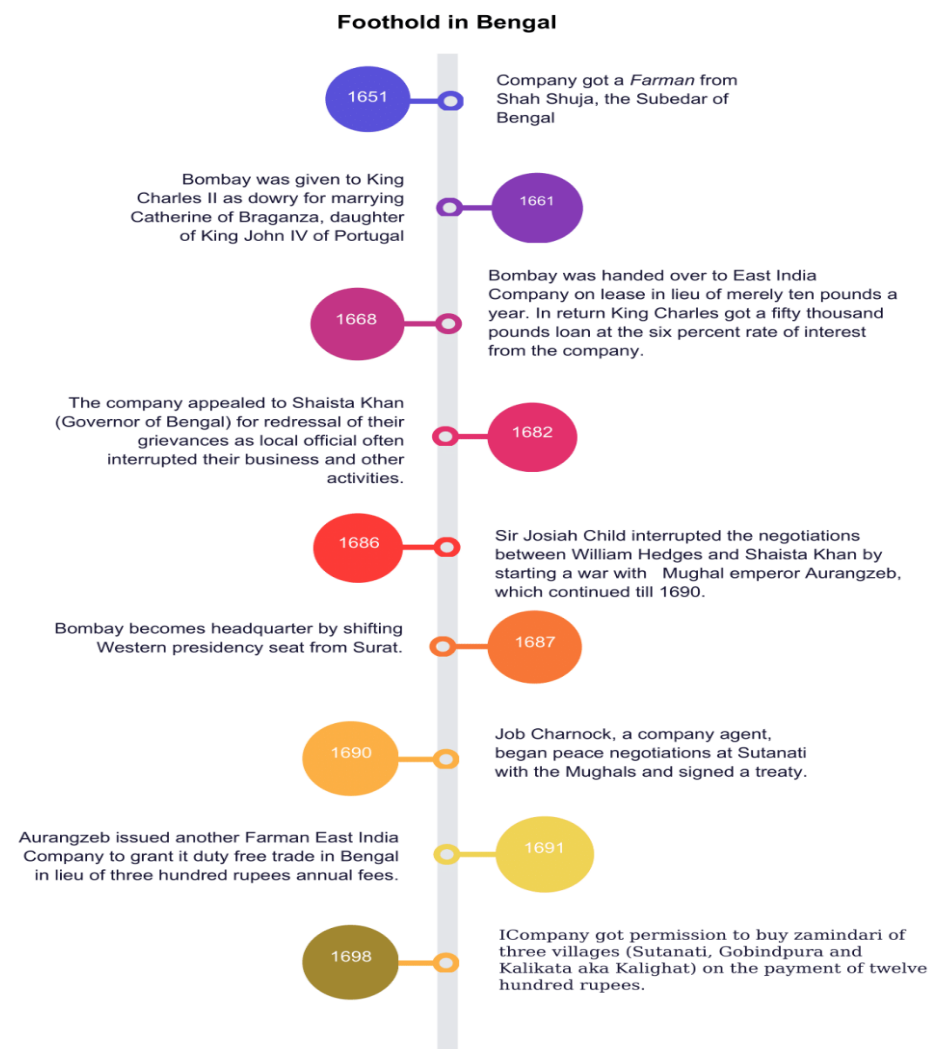 Foothold in Bengal
1651
Company got a Farman from
Shah Shuja, the Subedar of
Bengal
Bombay was given to King
Charles II as dowry for marrying
Catherine of Braganza, daughter
of King John IV of Portugal
1661
1668
Bombay was handed over to East India
Company on lease in lieu of merely ten pounds a
year. In return King Charles got a fifty thousand
pounds loan at the six percent rate of interest
from the company.
The company appealed to Shaista Khan
(Governor of Bengal) for redressal of their
grievances as local official often
interrupted their business and other
activities.
1682
1686
Sir Josiah Child interrupted the negotiations
between William Hedges and Shaista Khan by
starting a war with Mughal emperor Aurangzeb,
which continued till 1690.
Bombay becomes headquarter by shifting
Western presidency seat from Surat.
1687
1690
Job Charnock, a company agent,
began peace negotiations at Sutanati
with the Mughals and signed a treaty.
Aurangzeb issued another Farman East India
Company to grant it duty free trade in Bengal
in lieu of three hundred rupees annual fees.
1691
1698
ICompany got permission to buy zamindari of
three villages (Sutanati, Gobindpura and
Kalikata aka Kalighat) on the payment of twelve
hundred rupees.